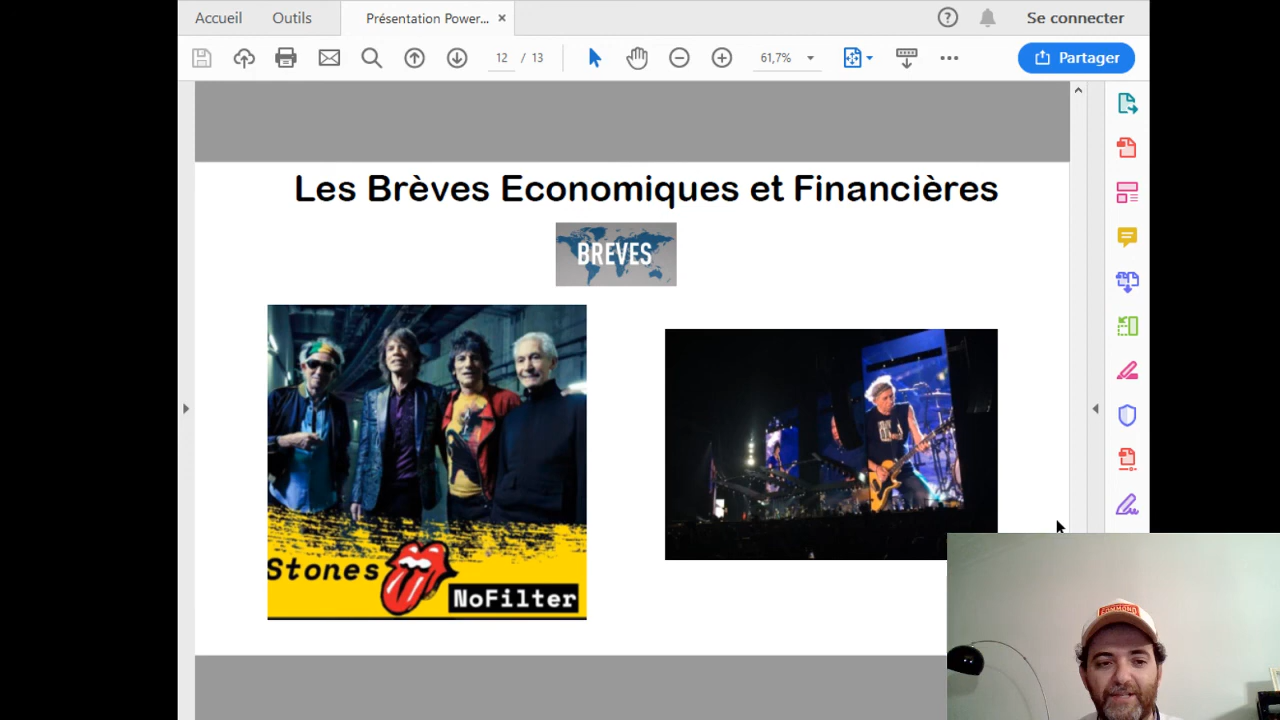 Accueil
Outils
Présentation Power...
×
?
Se connecter
12 / 13
61,7%
Partager
Les Brèves Economiques et Financières
BREVES
Stones
NoFilter